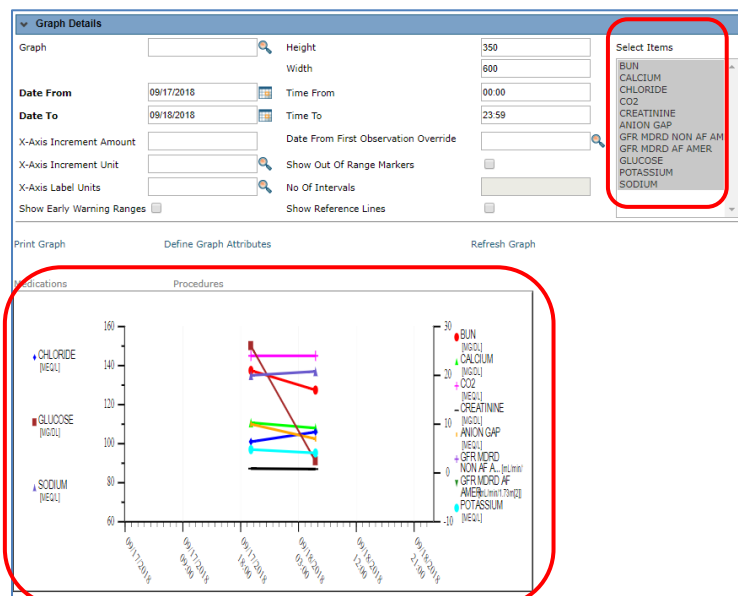 Graph Details
Graph Height 350 Select Items
Width 600
BUN
CALCIUM
CHLORIDE
CO2
CREATININE
ANION GAP
GFR MDRD NON AF AM
GFR MDRD AF AMER
GLUCOSE
POTASSIUM
SODIUM
Date From 09/17/2018 Time From 00:00
Date To 09/18/2018 Time To 23:59
X-Axis Increment Amount Date From First Observation Override
X-Axis Increment Unit Show Out Of Range Markers
X-Axis Label Units No Of Intervals
Show Early Warning Ranges Show Reference Lines
Print Graph Define Graph Attributes Refresh Graph
Medications Procedures
CHLORIDE
[MEQ/L]
GLUCOSE
[MG/DL]
SODIUM
[MEQ/L]
160
140
120
100
80
60
30
20
10
0
-10
BUN
[MG/DL]
CALCIUM
[MG/DL]
CO2
[MEQ/L]
CREATININE
[MG/DL]
ANION GAP
[MEQ/L]
GFR MDRD
NON AF A... [mL/min/
GFR MDRD AF
AMER[mL/min/1.73m[2]]
POTASSIUM
[MEQ/L]
09/17/2018
09/17/2018 09:00
09/17/2018 18:00
09/18/2018 03:00
09/18/2018 12:00
09/18/2018 21:00